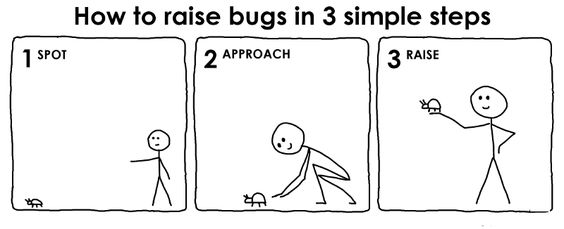 How to raise bugs in 3 simple steps
1 SPOT
2 APPROACH
3 RAISE